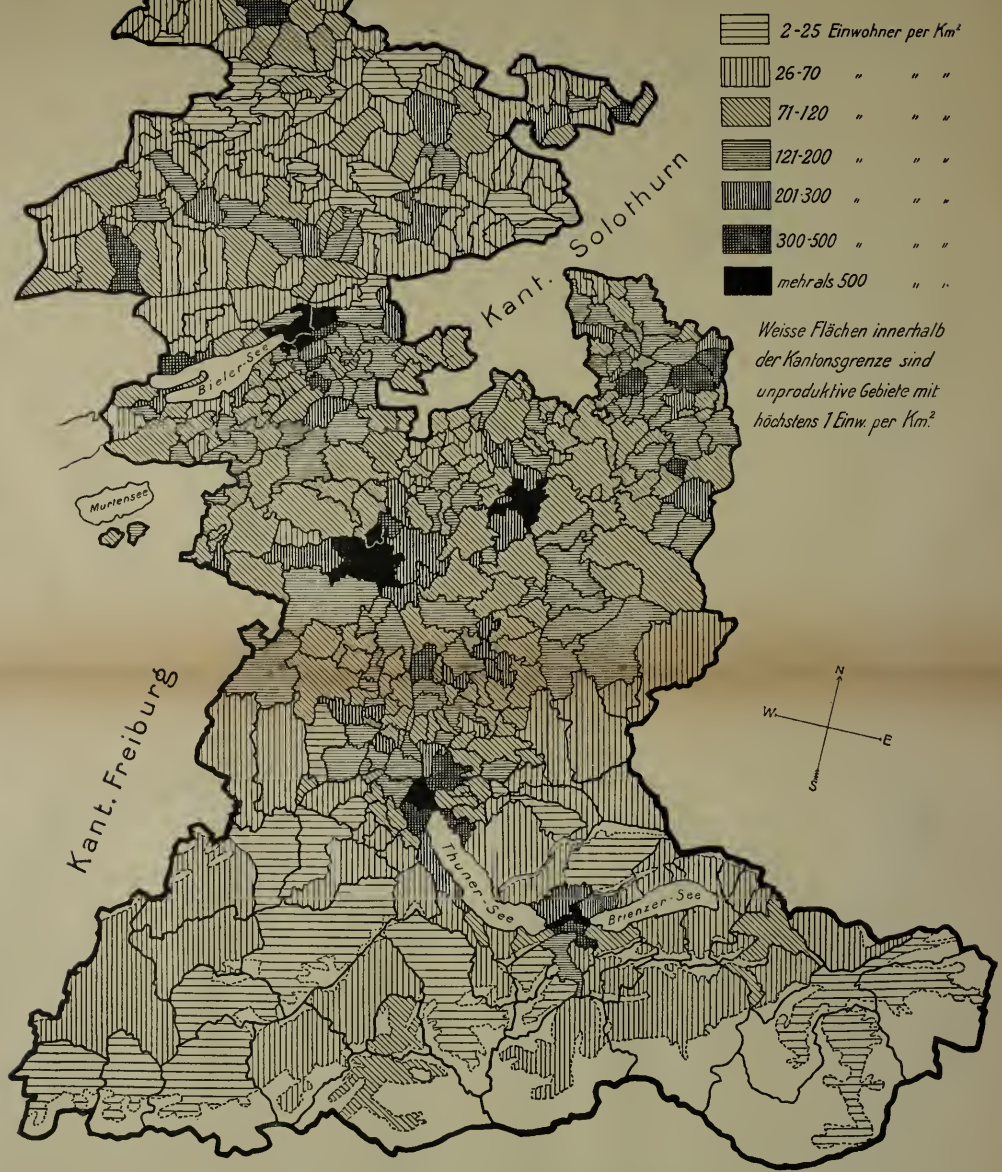 2-25 Einwohner per Km²
26-70 " " "
71-120 " " "
121-200 " " "
201-300 " " "
300-500 " " "
mehr als 500 " "
Weisse Flächen innerhalb
der Kantonsgrenze sind
unproduktive Gebiete mit
höchstens 1 Einw. per Km.²
Kant. Solothurn
Bieler-See
Murtensee
Kant. Freiburg
N
W.
E
S
Thuner-See
Brienzer-See